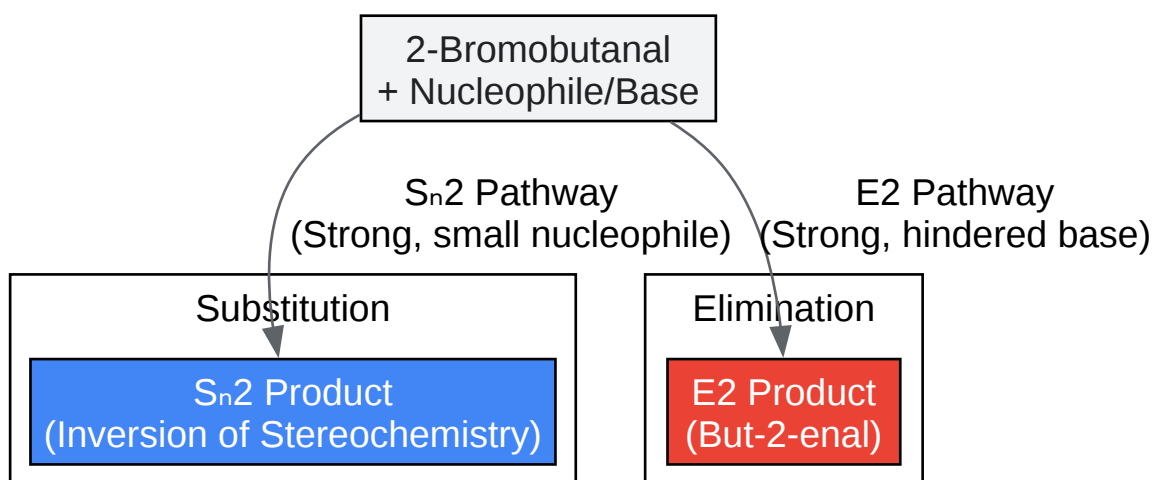 2-Bromobutanal
+ Nucleophile/Base
Sₙ2 Pathway
(Strong, small nucleophile)
E2 Pathway
(Strong, hindered base)
Substitution
Elimination
Sₙ2 Product
(Inversion of Stereochemistry)
E2 Product
(But-2-enal)